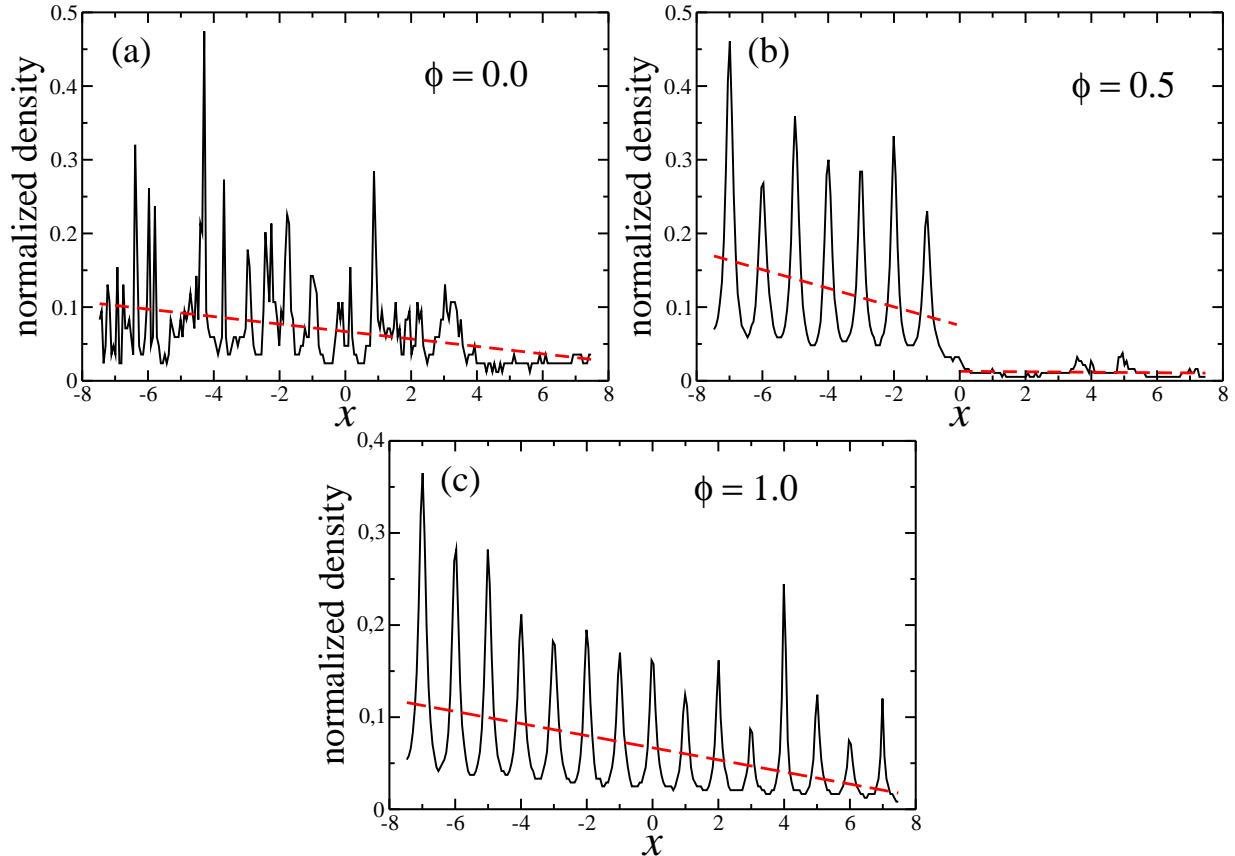 (a)
ϕ = 0.0
normalized density
0.5
0.4
0.3
0.2
0.1
0
-8 -6 -4 -2 0 2 4 6 8
x
(b)
ϕ = 0.5
normalized density
0.5
0.4
0.3
0.2
0.1
0
-8 -6 -4 -2 0 2 4 6 8
x
(c)
ϕ = 1.0
normalized density
0,4
0,3
0,2
0,1
0
-8 -6 -4 -2 0 2 4 6 8
x